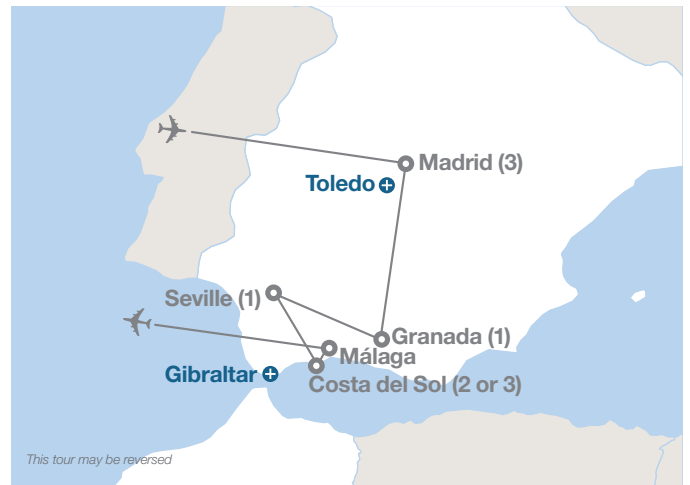 Madrid (3)
Toledo
Seville (1)
Granada (1)
Málaga
Gibraltar
Costa del Sol (2 or 3)
This tour may be reversed